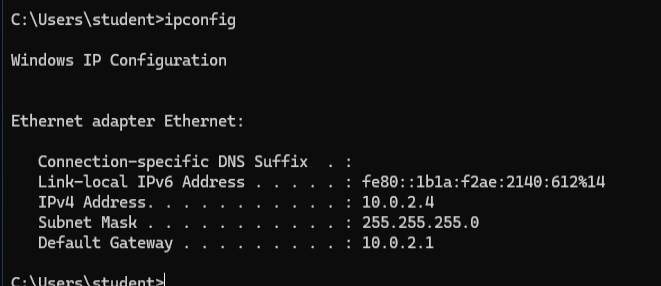 C:\Users\student>ipconfig
Windows IP Configuration
Ethernet adapter Ethernet:
Connection-specific DNS Suffix  . :
Link-local IPv6 Address . . . . . : fe80::1b1a:f2ae:2140:612%14
IPv4 Address. . . . . . . . . . . : 10.0.2.4
Subnet Mask . . . . . . . . . . . : 255.255.255.0
Default Gateway . . . . . . . . . : 10.0.2.1
C:\Users\student>